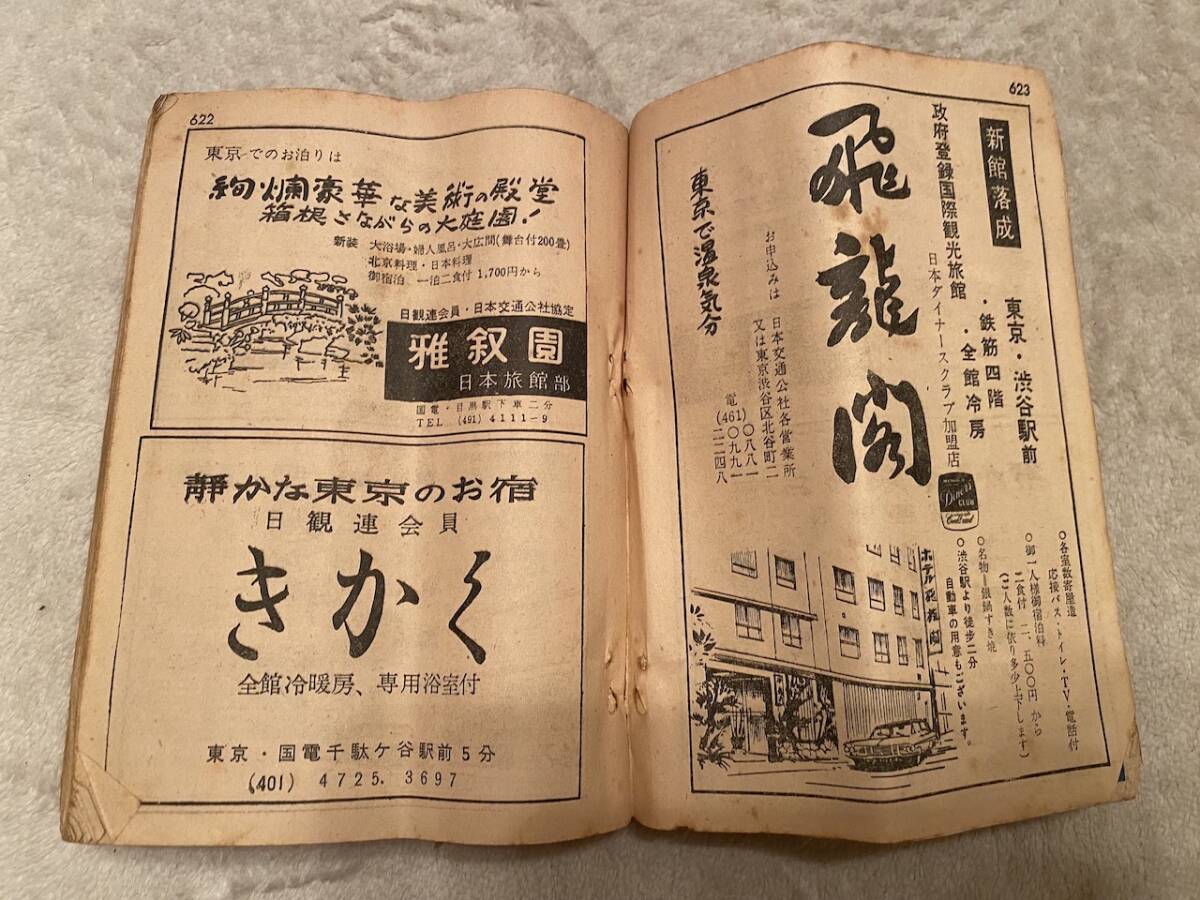 622
東京でのお泊りは
絢爛豪華な美術の殿堂
箱根さながらの大庭園!
新装 大浴場・婦人風呂・大広間(舞台付200畳)
北京料理・日本料理
御宿泊 一泊二食付 1,700円から
日観連会員・日本交通公社協定
雅叙園
日本旅館部
国電・目黒駅下車二分
TEL (491) 4111-9
静かな東京のお宿
日観連会員
きかく
全館冷暖房、専用浴室付
東京・国電千駄ケ谷駅前5分
(401) 4725. 3697
623
新館落成
東京・渋谷駅前
・鉄筋四階
・全館冷房
政府登録国際観光旅館
日本ダイナースクラブ加盟店
Diners'
CLUB
飛龍閣
お申込みは 日本交通公社各営業所
又は東京渋谷区北谷町二
電(461)〇八八一
〇九九一
二二四八
東京で温泉気分
○各室数寄屋造
応接バス・トイレ・TV・電話付
○御一人様御宿泊料
二食付 二、五〇〇円から
(ご人数に依り多少上下します)
○名物=銀鍋すき焼
○渋谷駅より徒歩二分
自動車の用意もございます。
ホテル飛龍閣